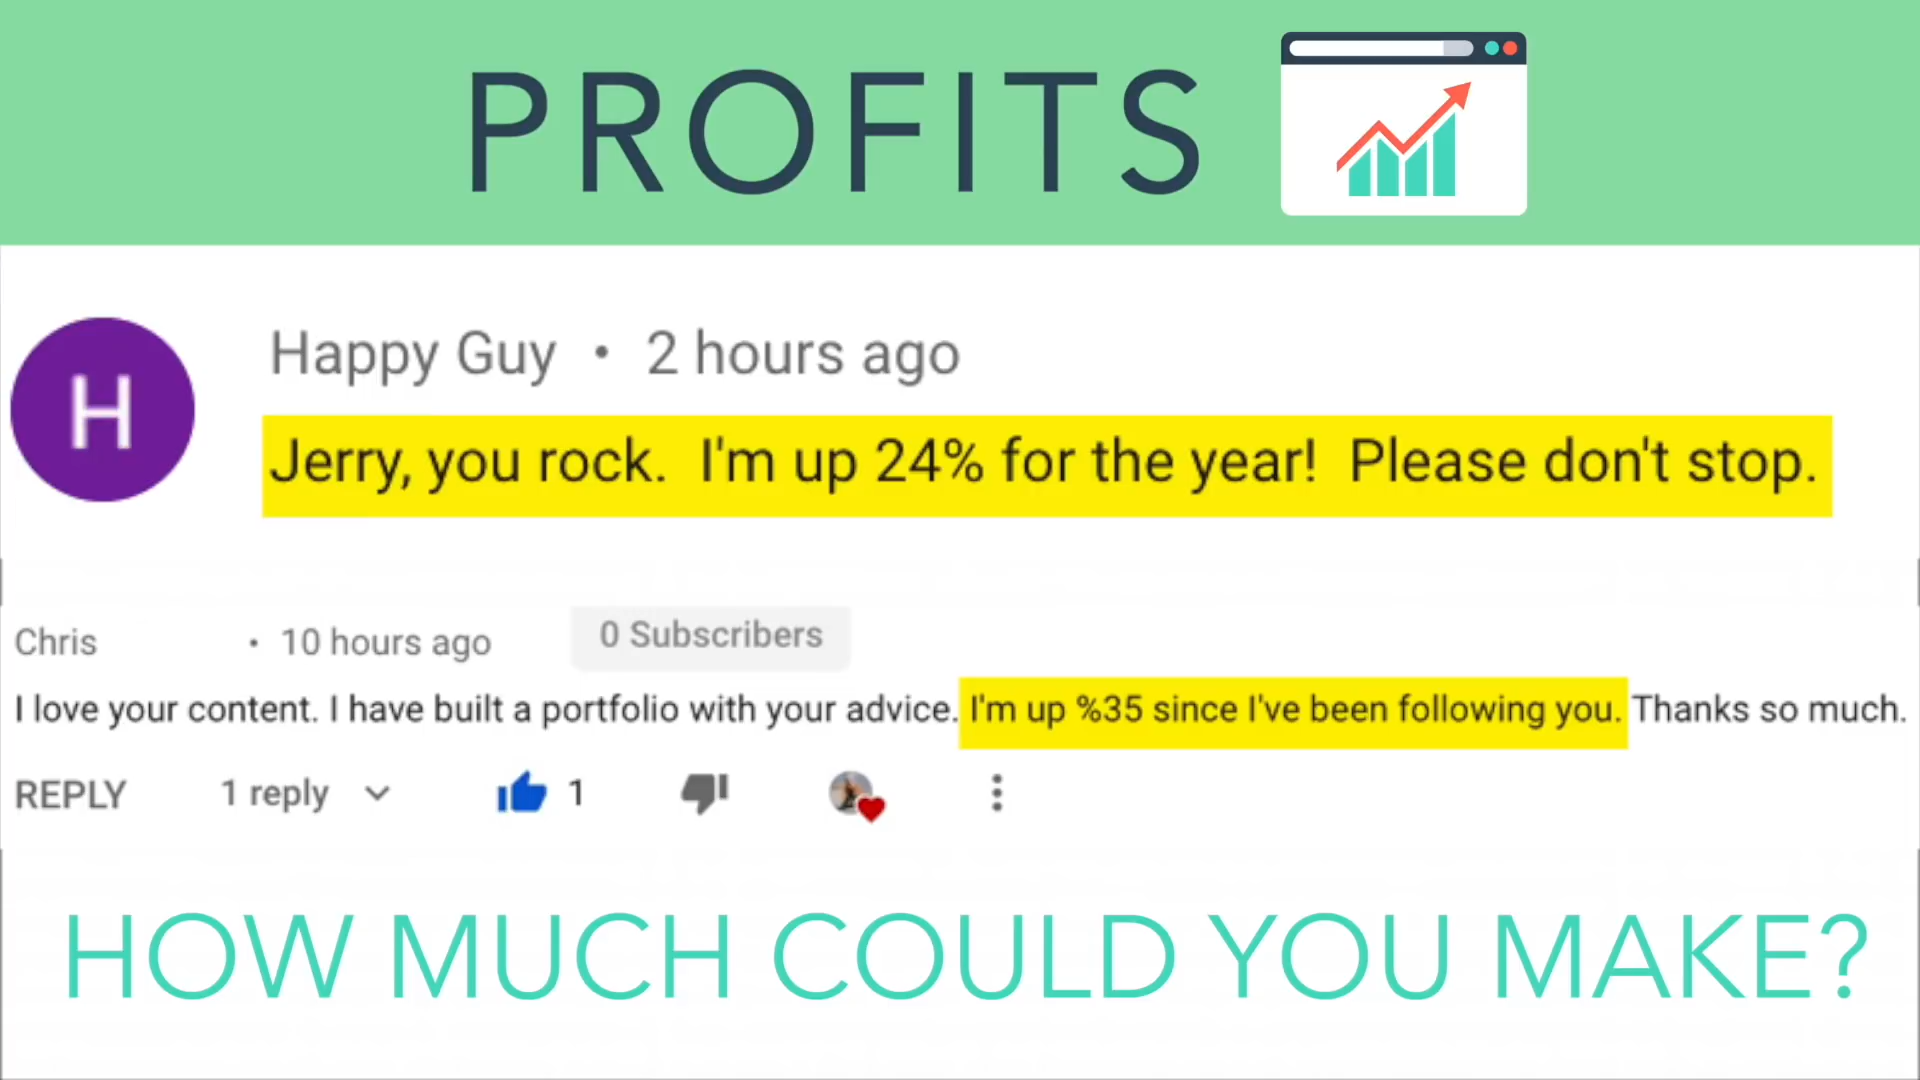 PROFITS
H
Happy Guy • 2 hours ago
Jerry, you rock. I'm up 24% for the year! Please don't stop.
Chris • 10 hours ago 0 Subscribers
I love your content. I have built a portfolio with your advice. I'm up %35 since I've been following you. Thanks so much.
REPLY 1 reply 1
HOW MUCH COULD YOU MAKE?